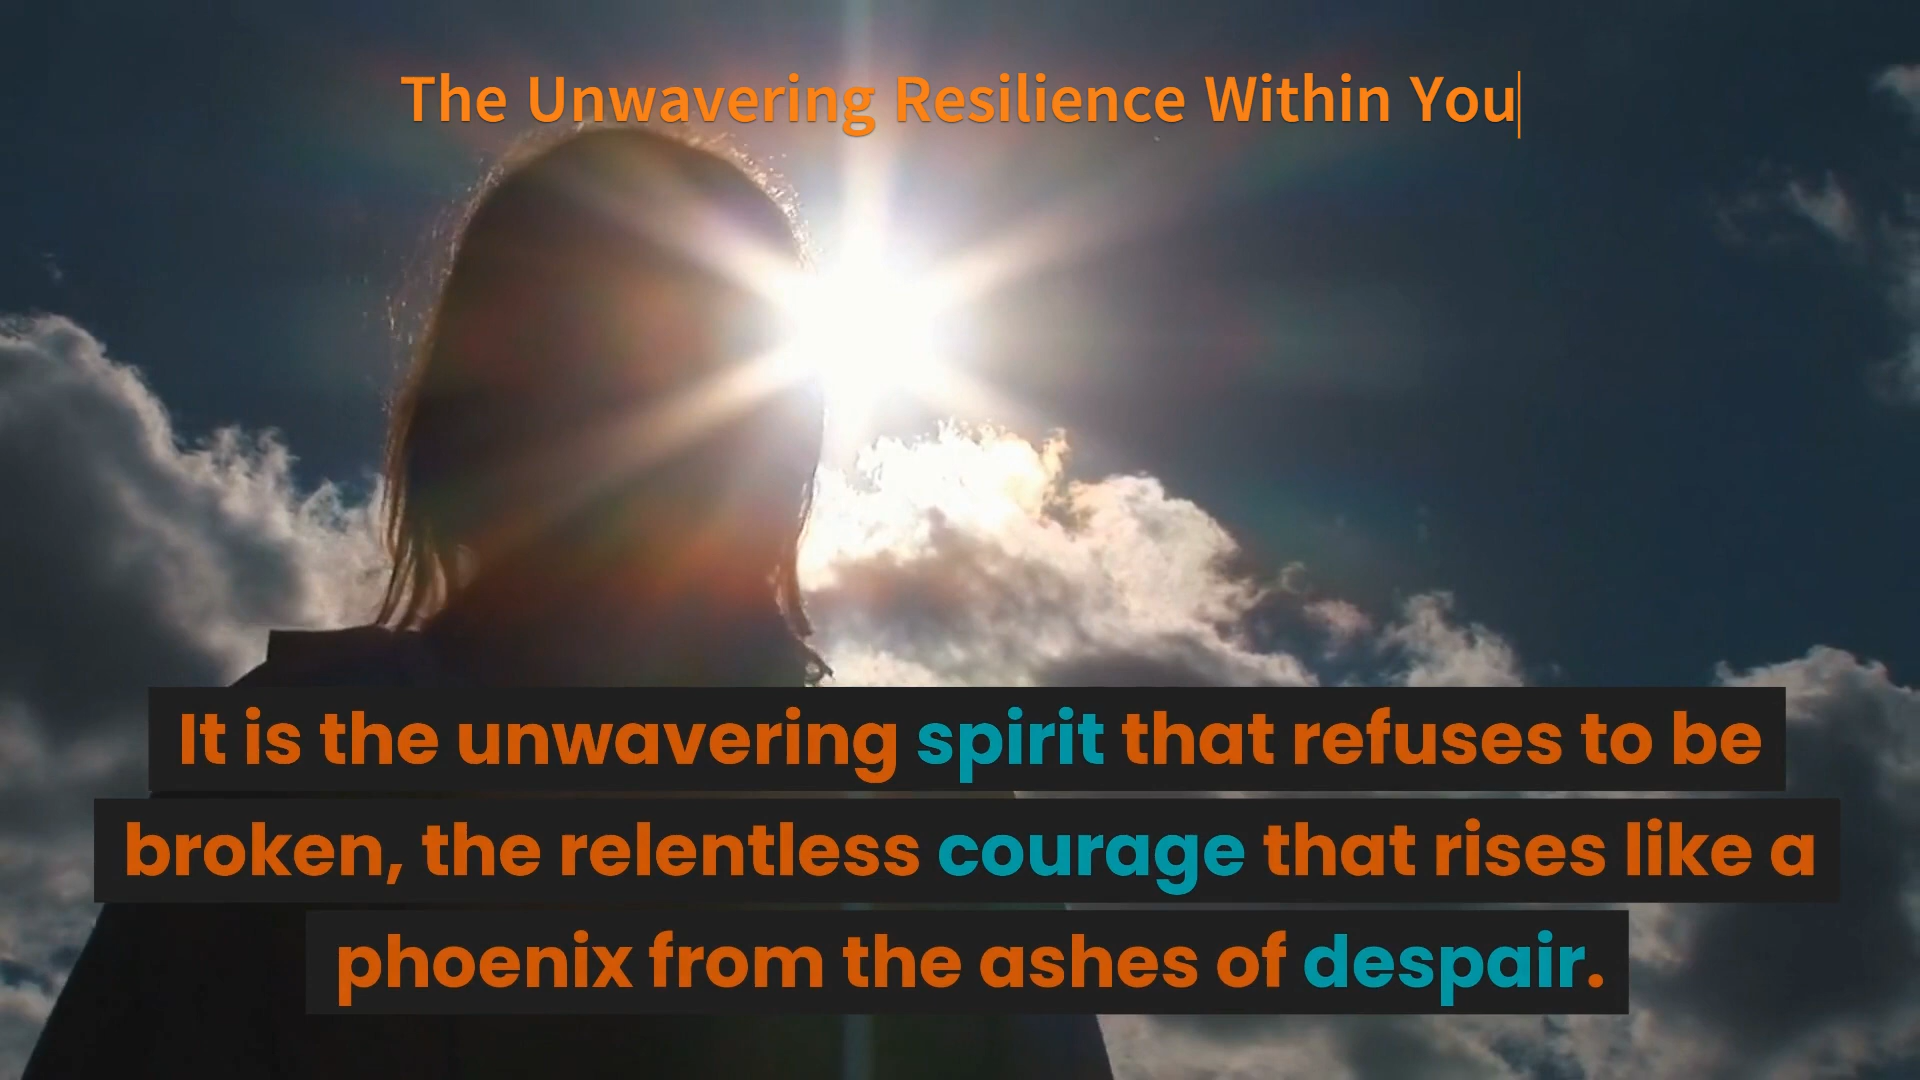 The Unwavering Resilience Within You
It is the unwavering spirit that refuses to be
broken, the relentless courage that rises like a
phoenix from the ashes of despair.